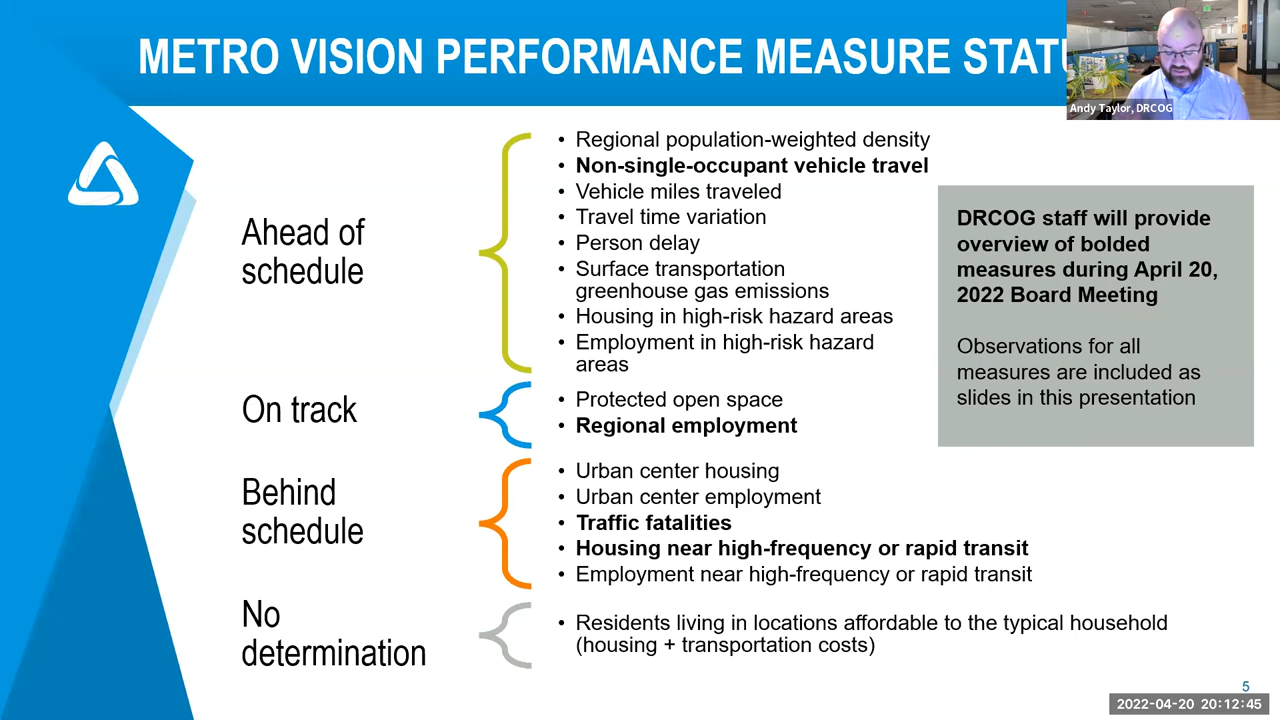 METRO VISION PERFORMANCE MEASURE
Andy Taylor, DRCOG
Ahead of
schedule
• Regional population-weighted density
• Non-single-occupant vehicle travel
• Vehicle miles traveled
• Travel time variation
• Person delay
• Surface transportation
greenhouse gas emissions
• Housing in high-risk hazard areas
• Employment in high-risk hazard
areas
DRCOG staff will provide
overview of bolded
measures during April 20,
2022 Board Meeting
Observations for all
measures are included as
slides in this presentation
On track
• Protected open space
• Regional employment
Behind
schedule
• Urban center housing
• Urban center employment
• Traffic fatalities
• Housing near high-frequency or rapid transit
• Employment near high-frequency or rapid transit
No
determination
• Residents living in locations affordable to the typical household
(housing + transportation costs)
5
2022-04-20 20:12:45